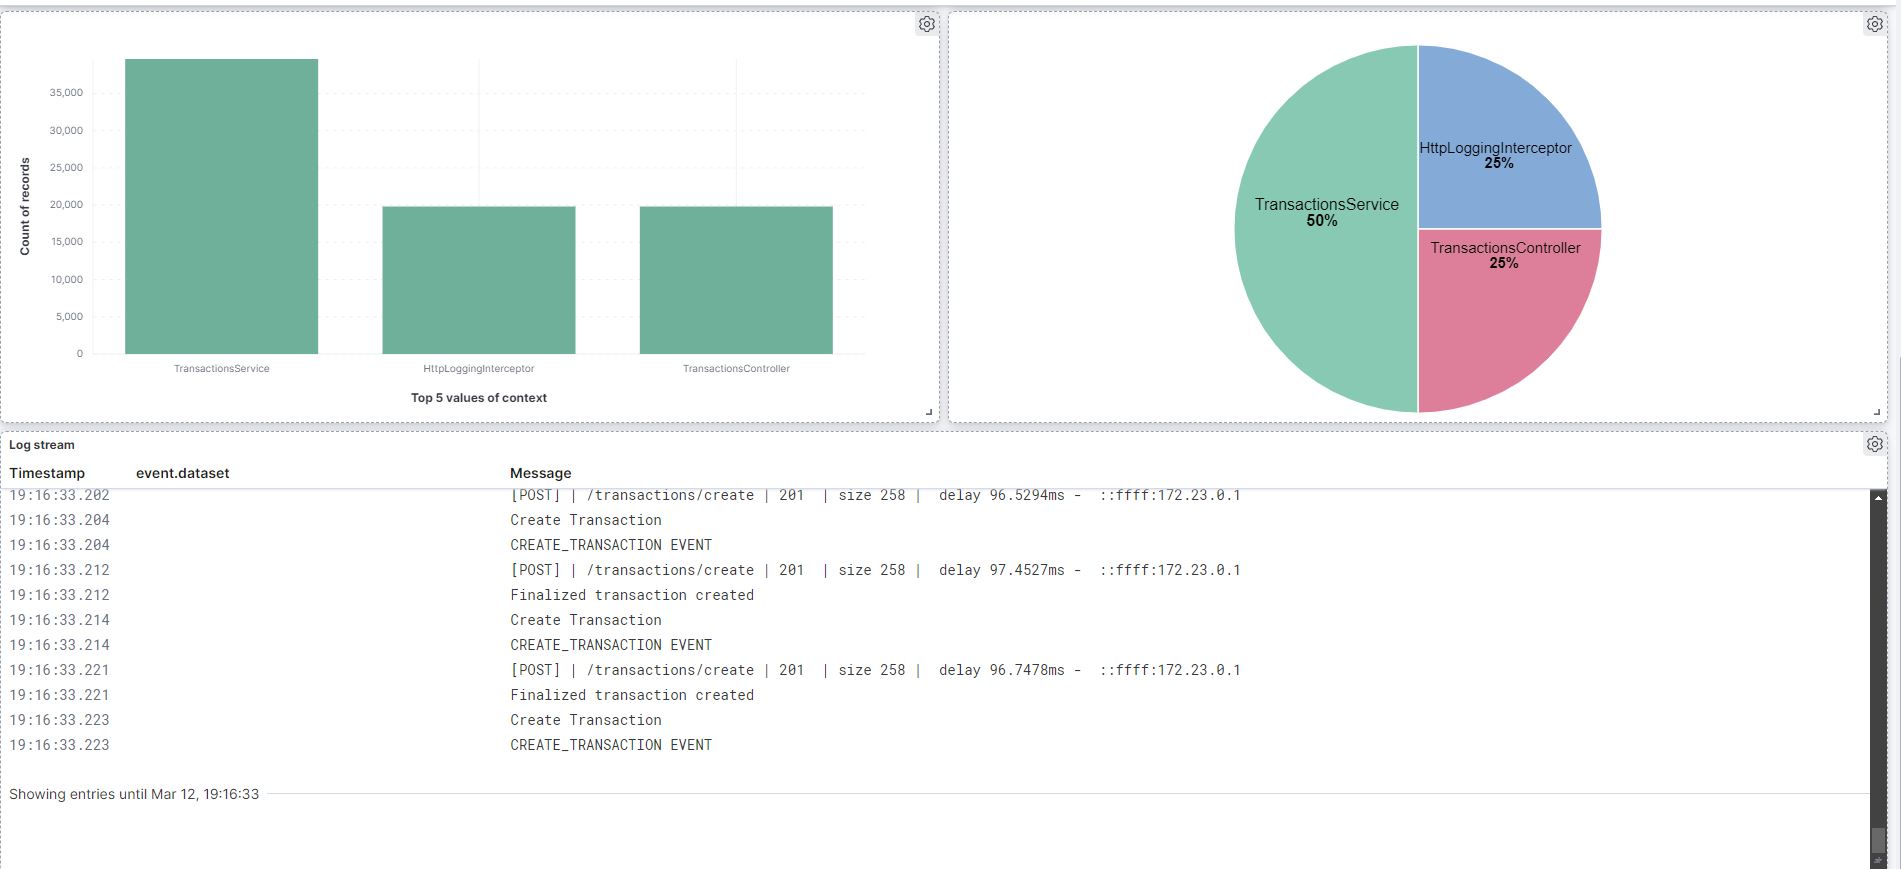 35,000
30,000
25,000
20,000
15,000
10,000
5,000
0
Count of records
TransactionsService
HttpLoggingInterceptor
TransactionsController
Top 5 values of context
HttpLoggingInterceptor
25%
TransactionsService
50%
TransactionsController
25%
Log stream
Timestamp event.dataset Message
19:16:33.202 [POST] | /transactions/create | 201 | size 258 | delay 96.5294ms - ::ffff:172.23.0.1
19:16:33.204 Create Transaction
19:16:33.204 CREATE_TRANSACTION EVENT
19:16:33.212 [POST] | /transactions/create | 201 | size 258 | delay 97.4527ms - ::ffff:172.23.0.1
19:16:33.212 Finalized transaction created
19:16:33.214 Create Transaction
19:16:33.214 CREATE_TRANSACTION EVENT
19:16:33.221 [POST] | /transactions/create | 201 | size 258 | delay 96.7478ms - ::ffff:172.23.0.1
19:16:33.221 Finalized transaction created
19:16:33.223 Create Transaction
19:16:33.223 CREATE_TRANSACTION EVENT
Showing entries until Mar 12, 19:16:33